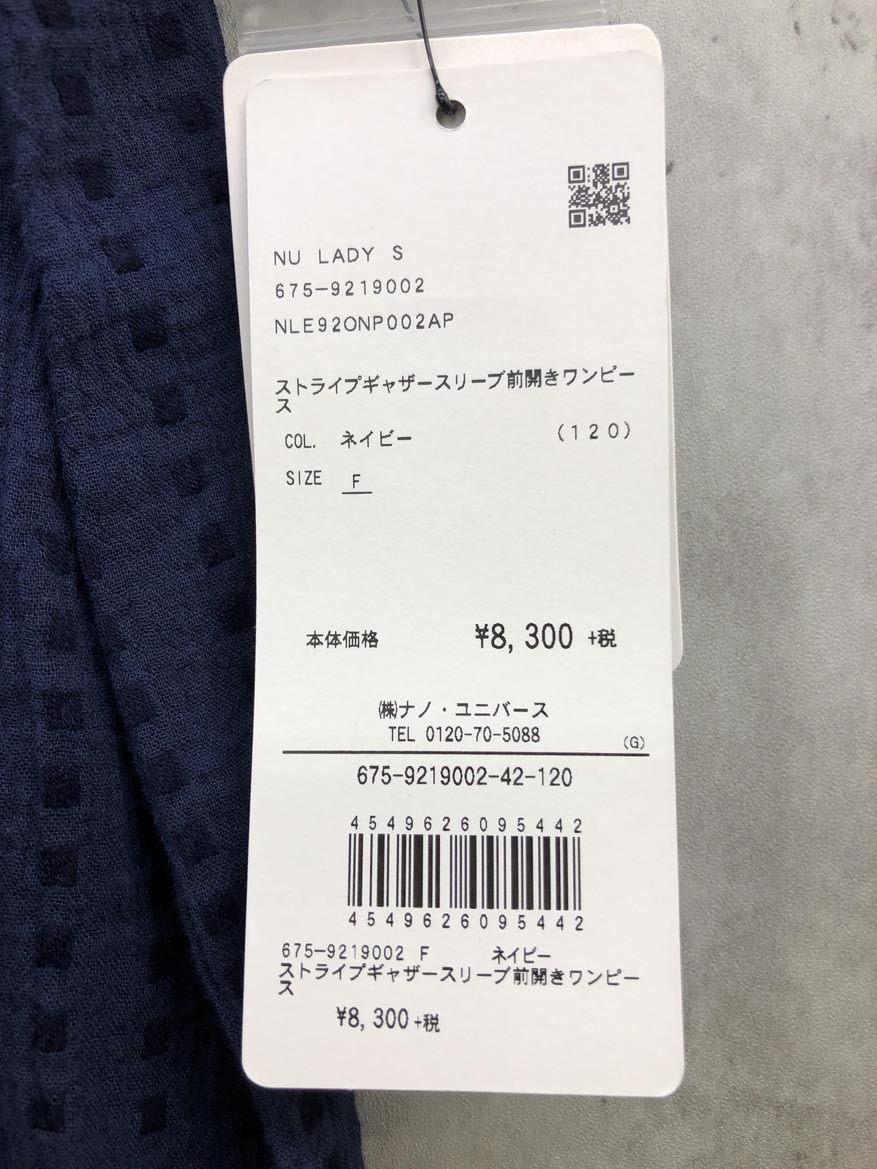 NU LADY S
675-9219002
NLE920NP002AP
ストライプギャザースリーブ前開きワンピー
ス
COL. ネイビー (120)
SIZE F
本体価格 ¥8,300 +税
㈱ナノ・ユニバース
TEL 0120-70-5088
(G)
675-9219002-42-120
4549626095442
4549626095442
675-9219002 F ネイビー
ストライプギャザースリーブ前開きワンピー
ス
¥8,300+税